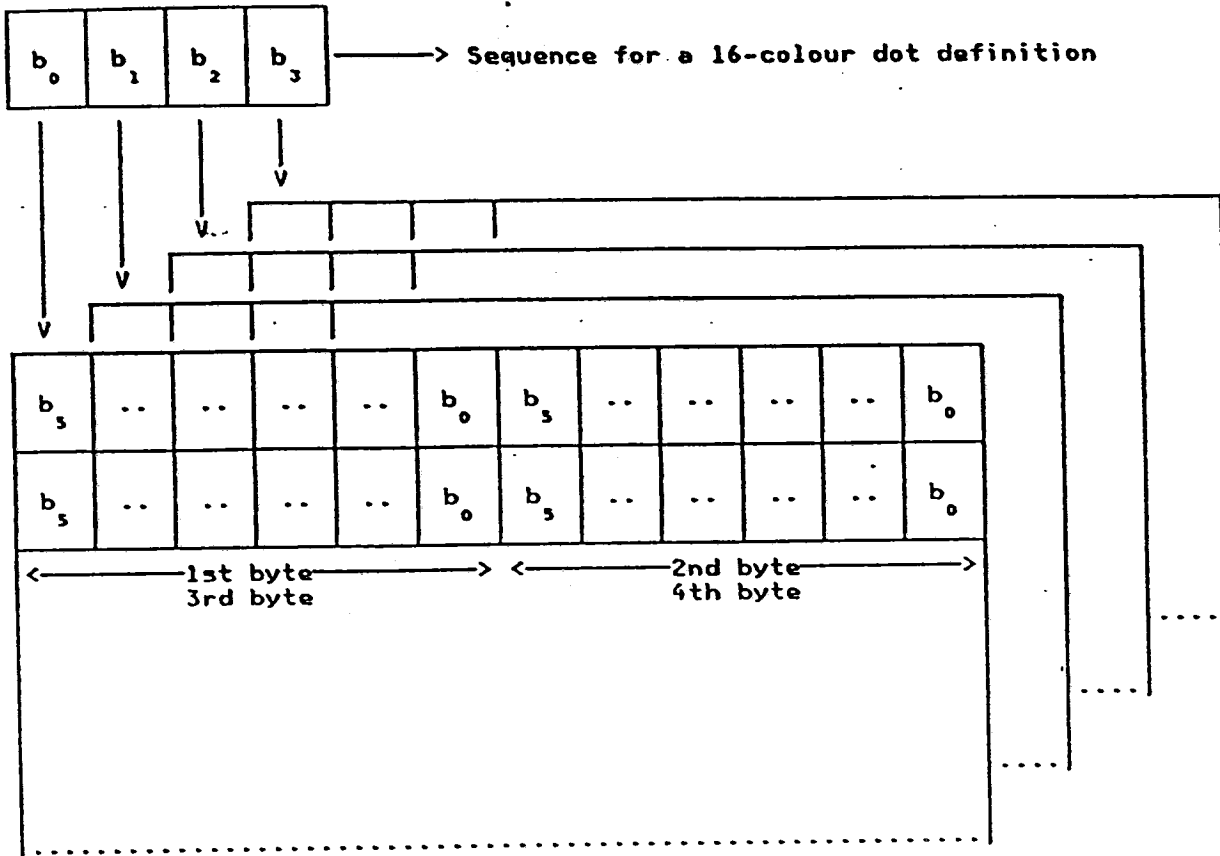 b₀ b₁ b₂ b₃ Sequence for a 16-colour dot definition
b₅ .. .. .. .. b₀ b₅ .. .. .. .. b₀
b₅ .. .. .. .. b₀ b₅ .. .. .. .. b₀
1st byte 2nd byte
3rd byte 4th byte